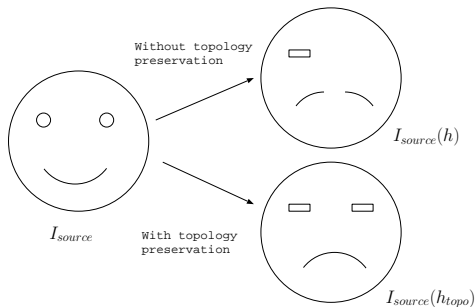 Without topology
preservation
I_source(h)
I_source
With topology
preservation
I_source(h_topo)